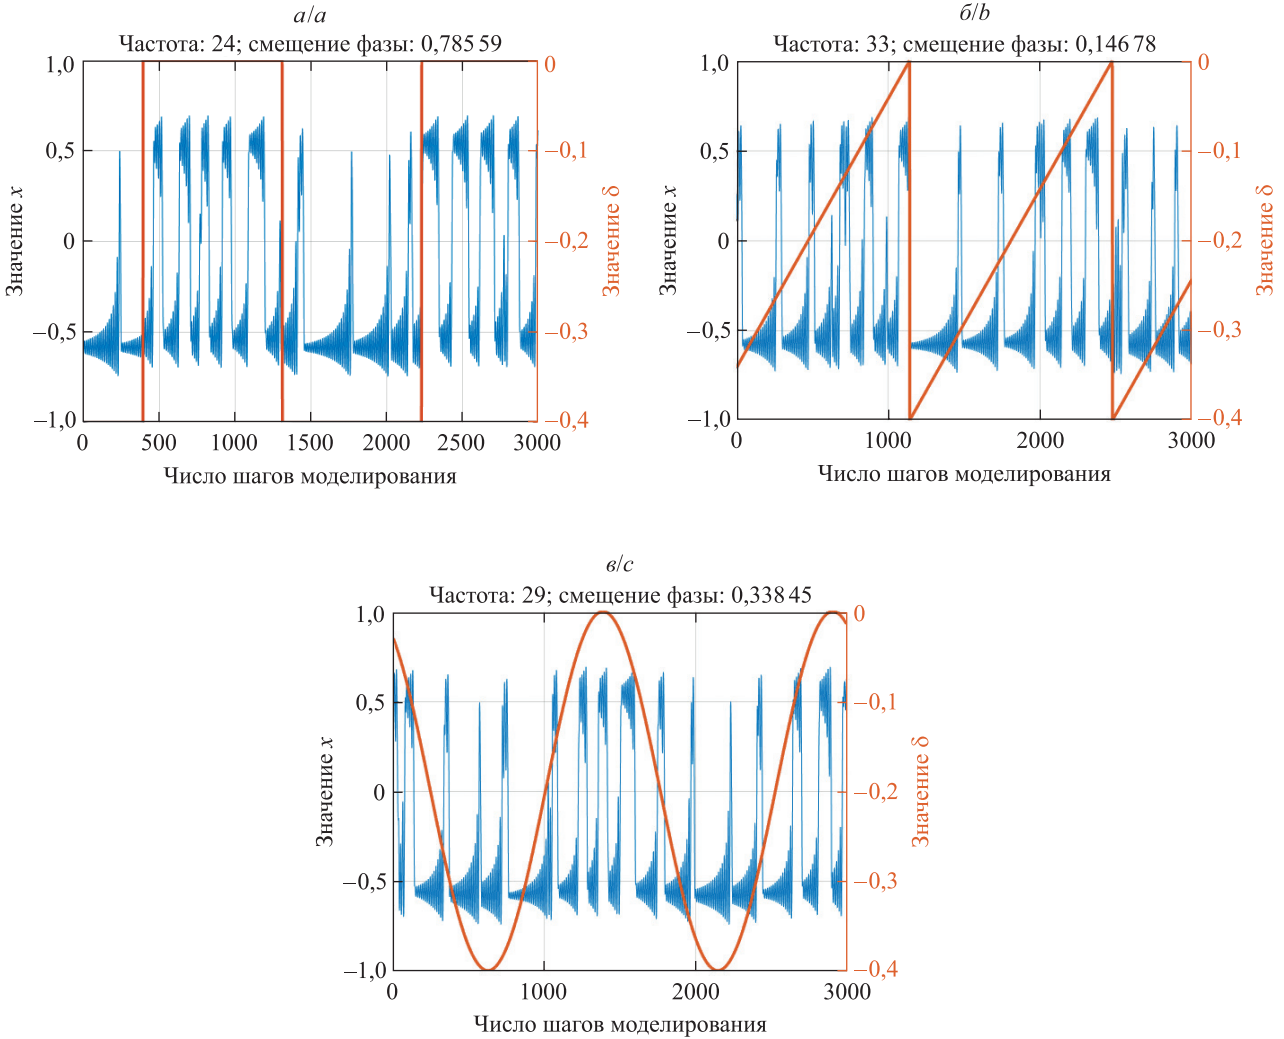 а/a
Частота: 24; смещение фазы: 0,785 59
1,0
0,5
0
–0,5
–1,0
Значение x
0
–0,1
–0,2
–0,3
–0,4
Значение δ
0 500 1000 1500 2000 2500 3000
Число шагов моделирования
б/b
Частота: 33; смещение фазы: 0,146 78
1,0
0,5
0
–0,5
–1,0
Значение x
0
–0,1
–0,2
–0,3
–0,4
Значение δ
0 1000 2000 3000
Число шагов моделирования
в/c
Частота: 29; смещение фазы: 0,338 45
1,0
0,5
0
–0,5
–1,0
Значение x
0
–0,1
–0,2
–0,3
–0,4
Значение δ
0 1000 2000 3000
Число шагов моделирования